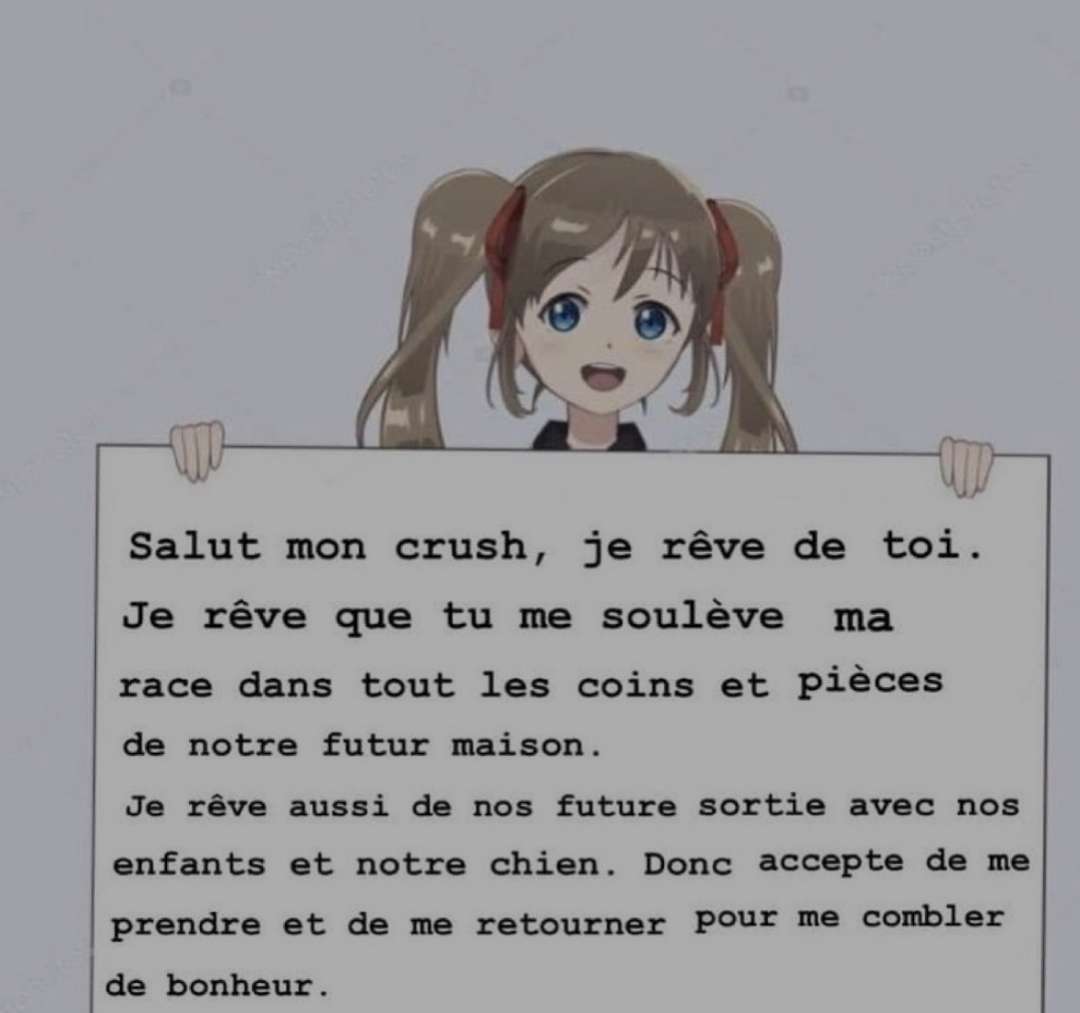 Salut mon crush, je rêve de toi.
Je rêve que tu me soulève ma
race dans tout les coins et pièces
de notre futur maison.
Je rêve aussi de nos future sortie avec nos
enfants et notre chien. Donc accepte de me
prendre et de me retourner pour me combler
de bonheur.